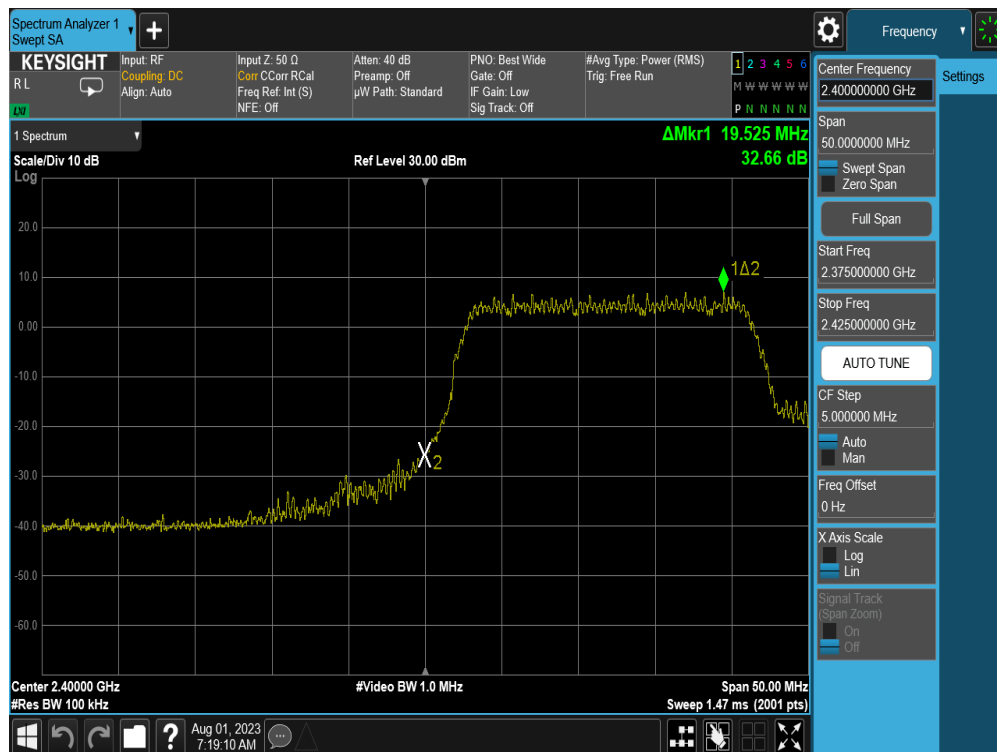 Spectrum Analyzer 1
Swept SA
Frequency
KEYSIGHT
R L
LXI
Input: RF
Coupling: DC
Align: Auto
Input Z: 50 Ω
Corr CCorr RCal
Freq Ref: Int (S)
NFE: Off
Atten: 40 dB
Preamp: Off
µW Path: Standard
PNO: Best Wide
Gate: Off
IF Gain: Low
Sig Track: Off
#Avg Type: Power (RMS)
Trig: Free Run
1 2 3 4 5 6
M W W W W W
P N N N N N
1 Spectrum
Scale/Div 10 dB
Log
Ref Level 30.00 dBm
ΔMkr1 19.525 MHz
32.66 dB
20.0
10.0
0.00
-10.0
-20.0
-30.0
-40.0
-50.0
-60.0
1Δ2
2
Center 2.40000 GHz
#Res BW 100 kHz
#Video BW 1.0 MHz
Span 50.00 MHz
Sweep 1.47 ms (2001 pts)
Center Frequency
2.400000000 GHz
Settings
Span
50.0000000 MHz
Swept Span
Zero Span
Full Span
Start Freq
2.375000000 GHz
Stop Freq
2.425000000 GHz
AUTO TUNE
CF Step
5.000000 MHz
Auto
Man
Freq Offset
0 Hz
X Axis Scale
Log
Lin
Signal Track
(Span Zoom)
On
Off
?
Aug 01, 2023
7:19:10 AM